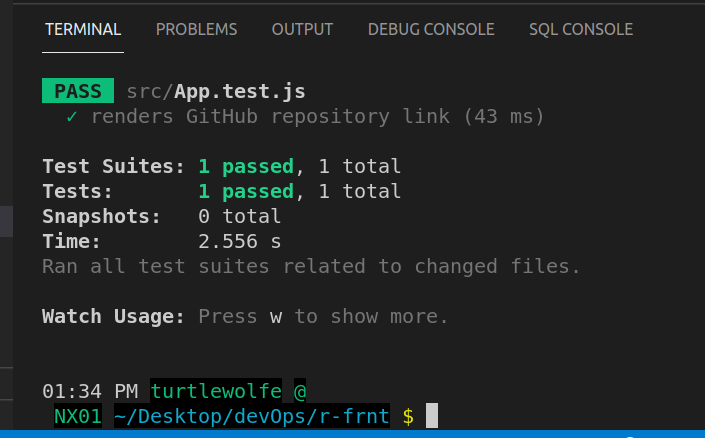 TERMINAL PROBLEMS OUTPUT DEBUG CONSOLE SQL CONSOLE
PASS src/App.test.js
✓ renders GitHub repository link (43 ms)
Test Suites: 1 passed, 1 total
Tests: 1 passed, 1 total
Snapshots: 0 total
Time: 2.556 s
Ran all test suites related to changed files.
Watch Usage: Press w to show more.
01:34 PM turtlewolfe @
NX01 ~/Desktop/devOps/r-frnt $